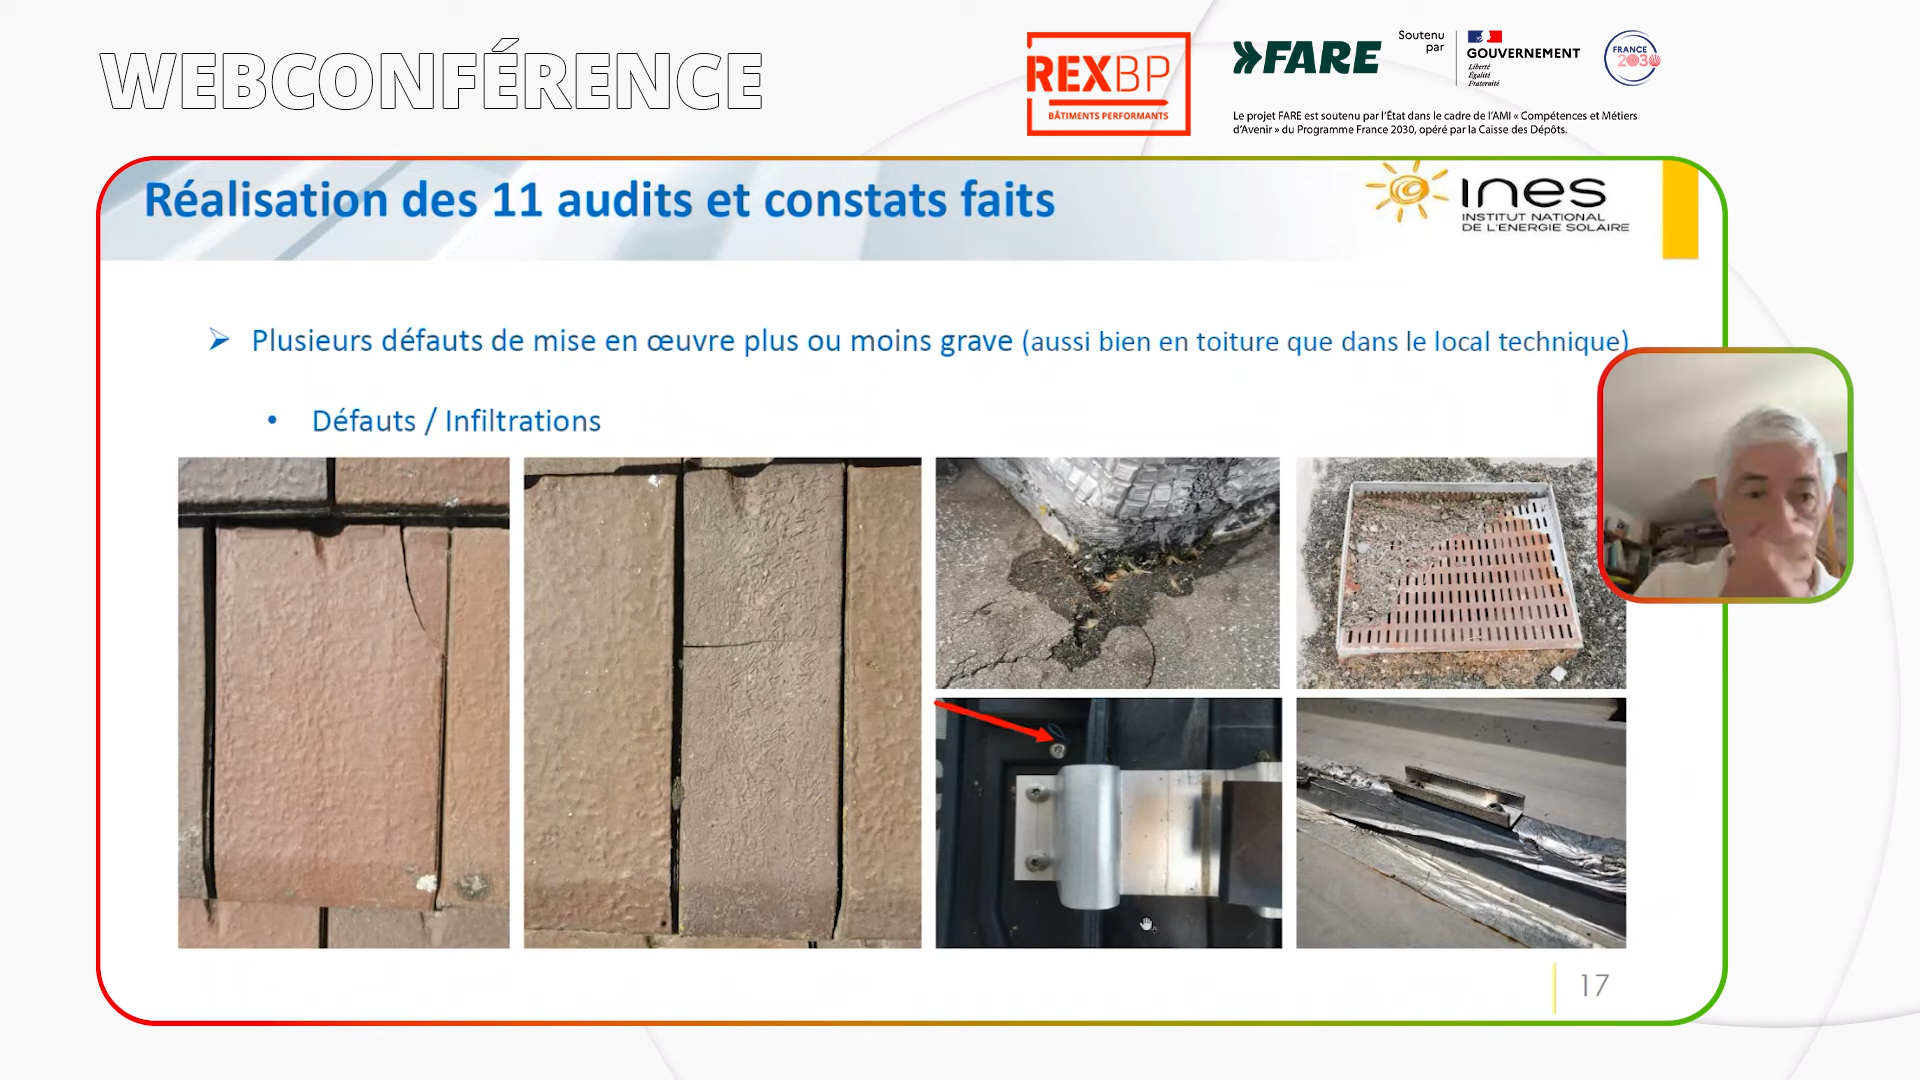 WEBCONFÉRENCE
REXBP
BÂTIMENTS PERFORMANTS
FARE
Soutenu
par
GOUVERNEMENT
Liberté
Égalité
Fraternité
FRANCE
2030
Le projet FARE est soutenu par l'État dans le cadre de l'AMI « Compétences et Métiers
d'Avenir » du Programme France 2030, opéré par la Caisse des Dépôts.
Réalisation des 11 audits et constats faits
ines
INSTITUT NATIONAL
DE L'ENERGIE SOLAIRE
➢ Plusieurs défauts de mise en œuvre plus ou moins grave (aussi bien en toiture que dans le local technique)
• Défauts / Infiltrations
17